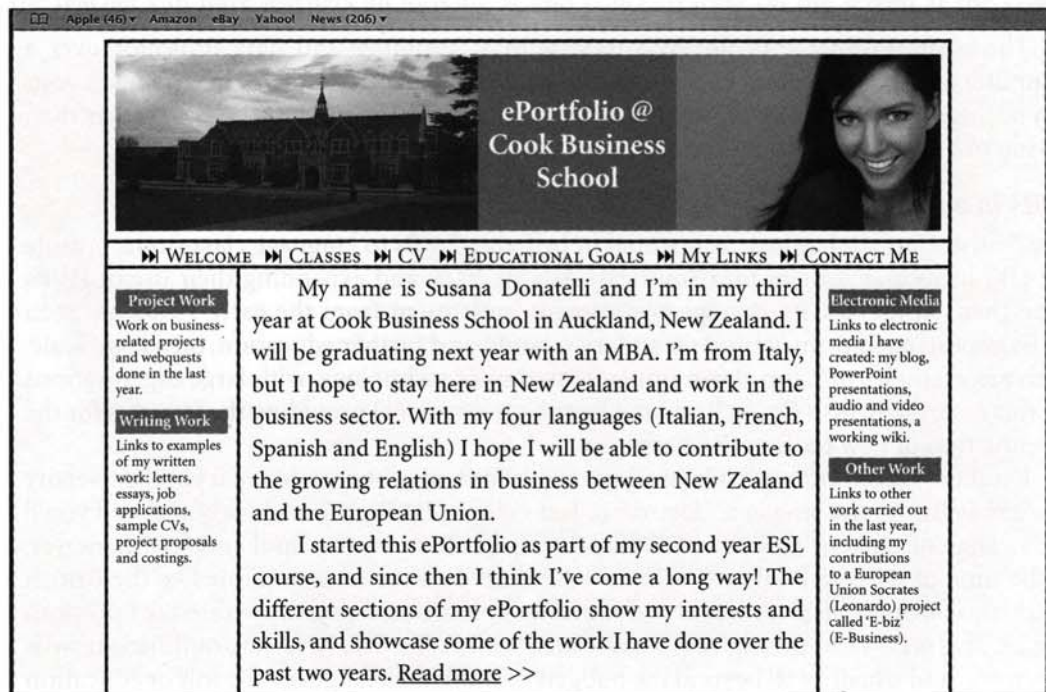 Apple (46) Amazon eBay Yahoo! News (206)
ePortfolio @
Cook Business
School
WELCOME CLASSES CV EDUCATIONAL GOALS MY LINKS CONTACT ME
Project Work
Work on business-
related projects
and webquests
done in the last
year.
Writing Work
Links to examples
of my written
work: letters,
essays, job
applications,
sample CVs,
project proposals
and costings.
My name is Susana Donatelli and I'm in my third
year at Cook Business School in Auckland, New Zealand. I
will be graduating next year with an MBA. I'm from Italy,
but I hope to stay here in New Zealand and work in the
business sector. With my four languages (Italian, French,
Spanish and English) I hope I will be able to contribute to
the growing relations in business between New Zealand
and the European Union.
I started this ePortfolio as part of my second year ESL
course, and since then I think I've come a long way! The
different sections of my ePortfolio show my interests and
skills, and showcase some of the work I have done over the
past two years. Read more >>
Electronic Media
Links to electronic
media I have
created: my blog,
PowerPoint
presentations,
audio and video
presentations, a
working wiki.
Other Work
Links to other
work carried out
in the last year,
including my
contributions
to a European
Union Socrates
(Leonardo) project
called 'E-biz'
(E-Business).